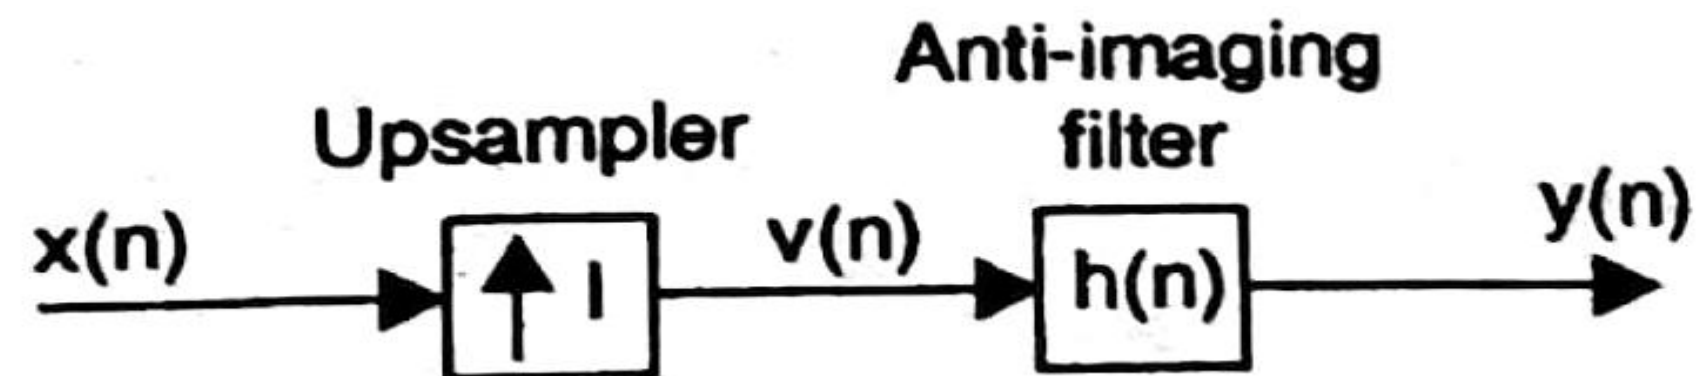 Anti-imaging
filter
Upsampler
x(n)
I
v(n)
h(n)
y(n)